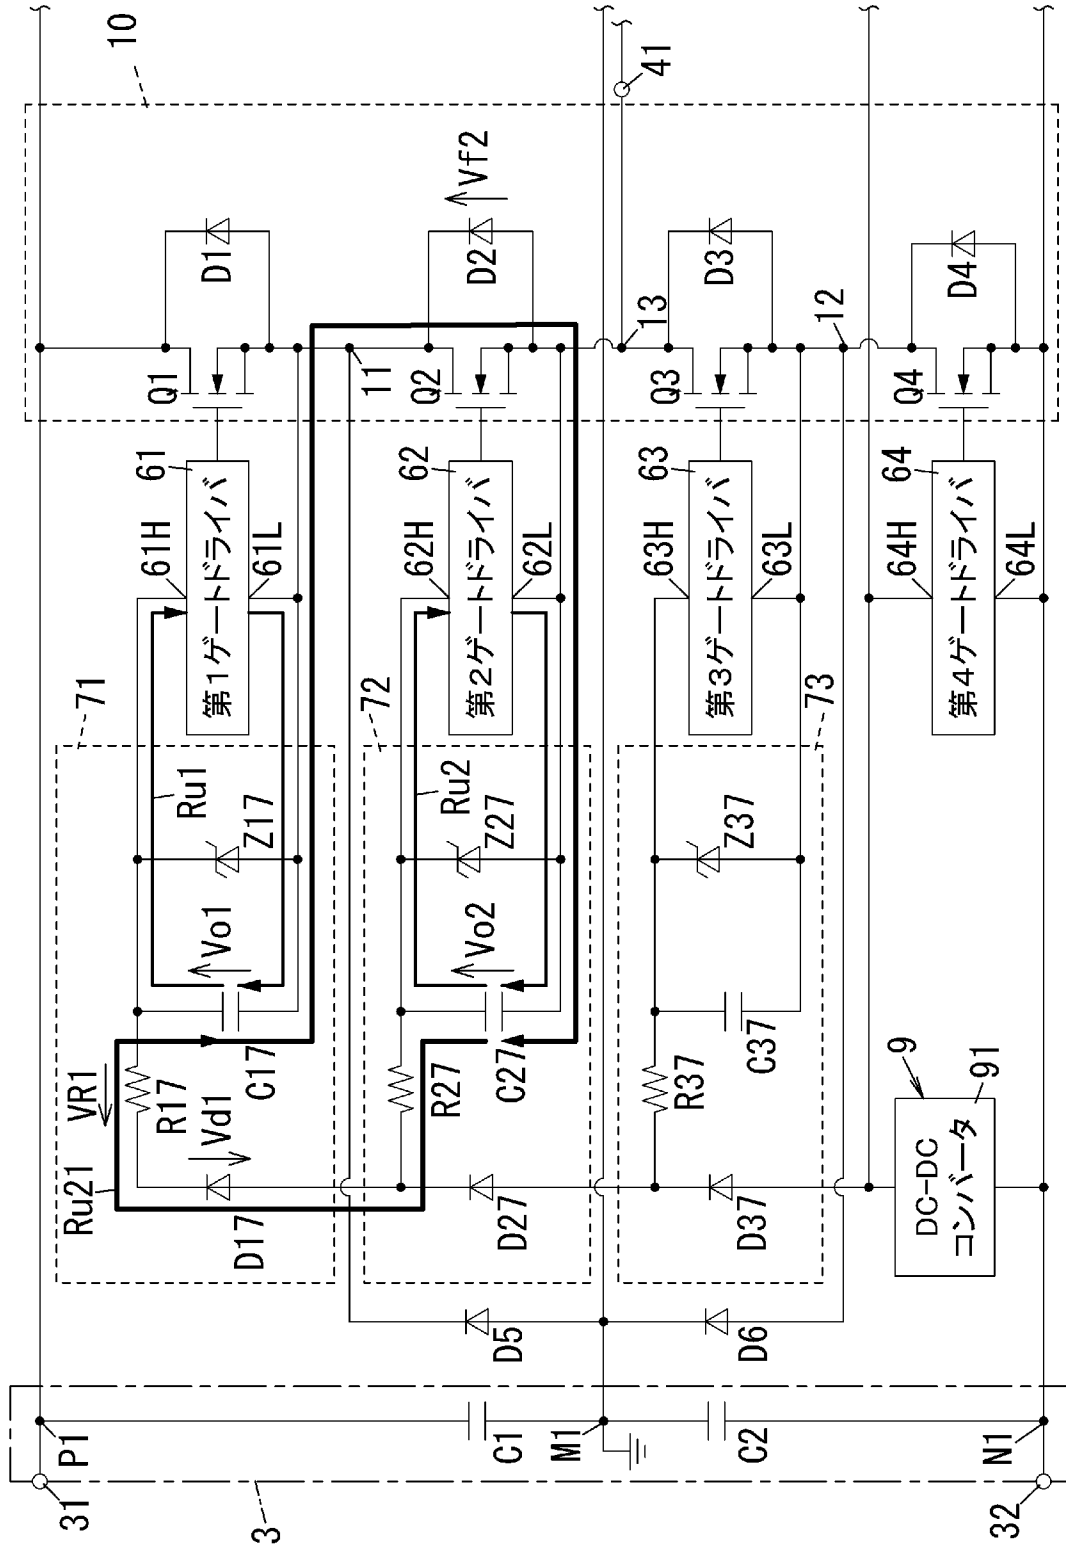 10
41
D1
Vf2
D2
D3
D4
Q1
11
Q2
13
Q3
12
Q4
61
第1ゲートドライバ
61H
61L
62
第2ゲートドライバ
62H
62L
63
第3ゲートドライバ
63H
63L
64
第4ゲートドライバ
64H
64L
71
72
73
Ru1
Z17
Ru2
Z27
Z37
Vo1
C17
Vo2
C27
C37
VR1
R17
R27
R37
Vd1
Ru21
D17
D27
D37
9
91
DC-DC
コンバータ
D5
D6
P1
C1
M1
C2
N1
31
3
32